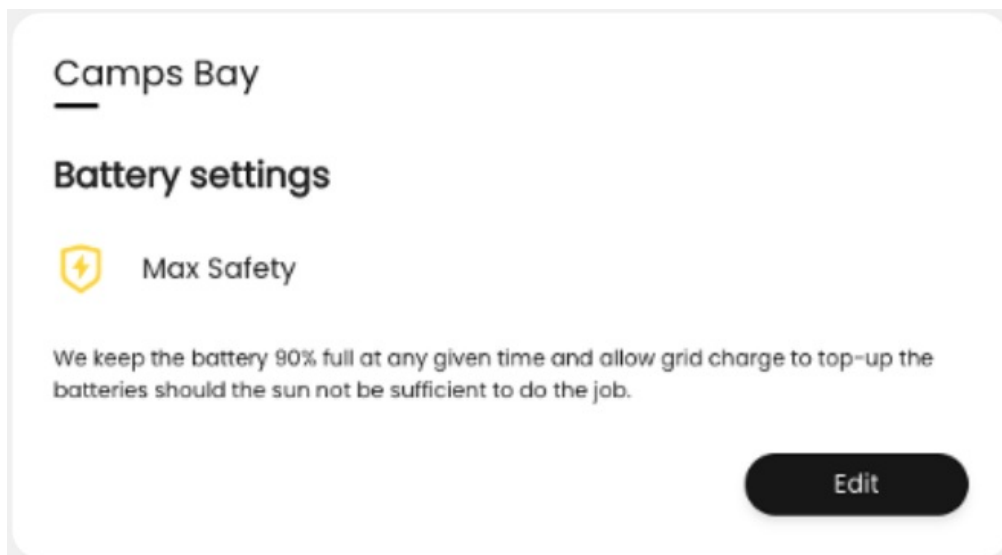 Camps Bay
Battery settings
Max Safety
We keep the battery 90% full at any given time and allow grid charge to top-up the
batteries should the sun not be sufficient to do the job.
Edit